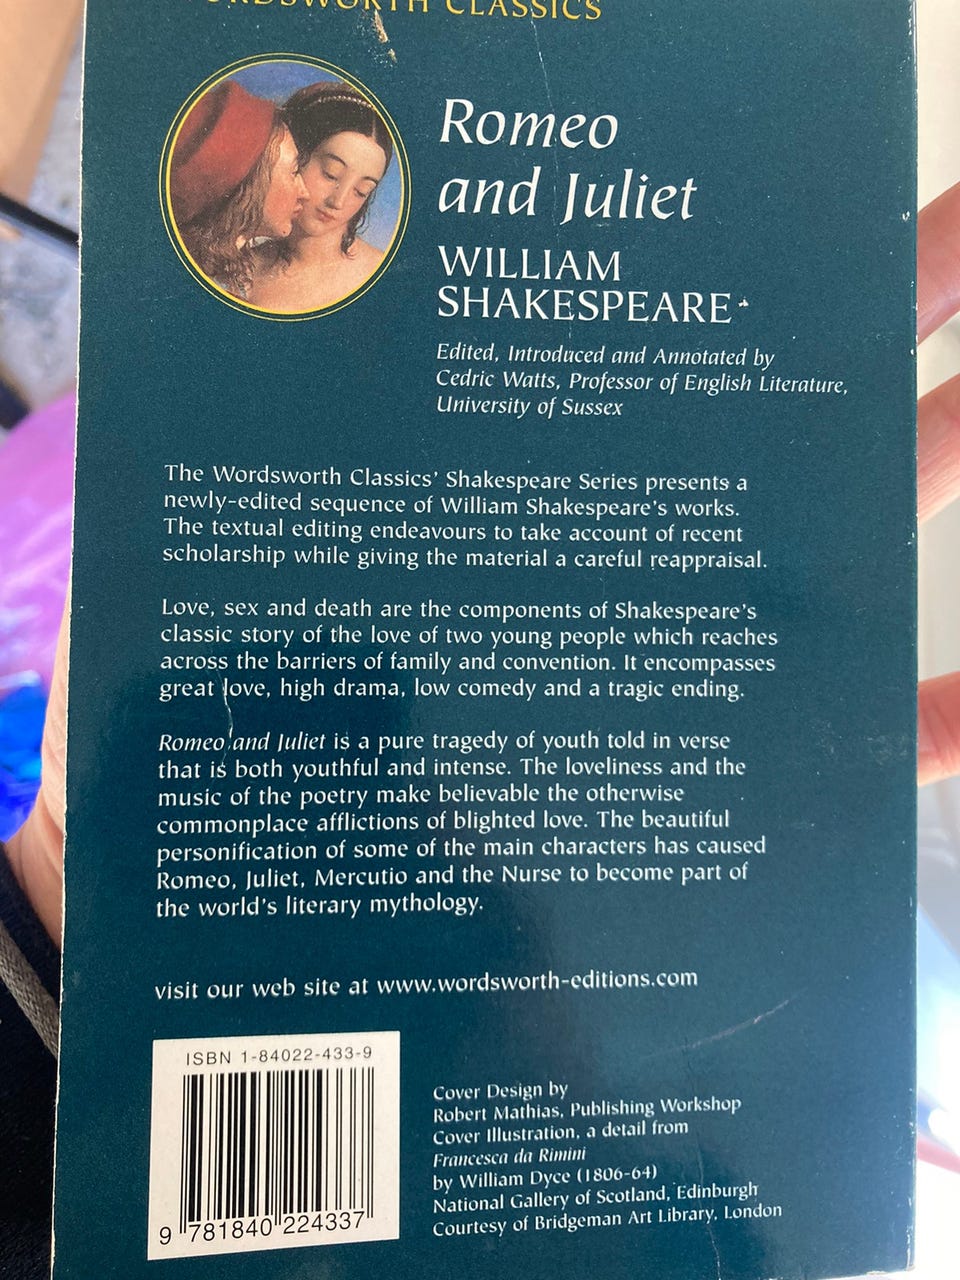 WORDSWORTH CLASSICS
Romeo
and Juliet
WILLIAM
SHAKESPEARE
Edited, Introduced and Annotated by
Cedric Watts, Professor of English Literature,
University of Sussex
The Wordsworth Classics' Shakespeare Series presents a
newly-edited sequence of William Shakespeare's works.
The textual editing endeavours to take account of recent
scholarship while giving the material a careful reappraisal.
Love, sex and death are the components of Shakespeare's
classic story of the love of two young people which reaches
across the barriers of family and convention. It encompasses
great love, high drama, low comedy and a tragic ending.
Romeo and Juliet is a pure tragedy of youth told in verse
that is both youthful and intense. The loveliness and the
music of the poetry make believable the otherwise
commonplace afflictions of blighted love. The beautiful
personification of some of the main characters has caused
Romeo, Juliet, Mercutio and the Nurse to become part of
the world's literary mythology.
visit our web site at www.wordsworth-editions.com
ISBN 1-84022-433-9
9 781840 224337
Cover Design by
Robert Mathias, Publishing Workshop
Cover Illustration, a detail from
Francesca da Rimini
by William Dyce (1806-64)
National Gallery of Scotland, Edinburgh
Courtesy of Bridgeman Art Library, London